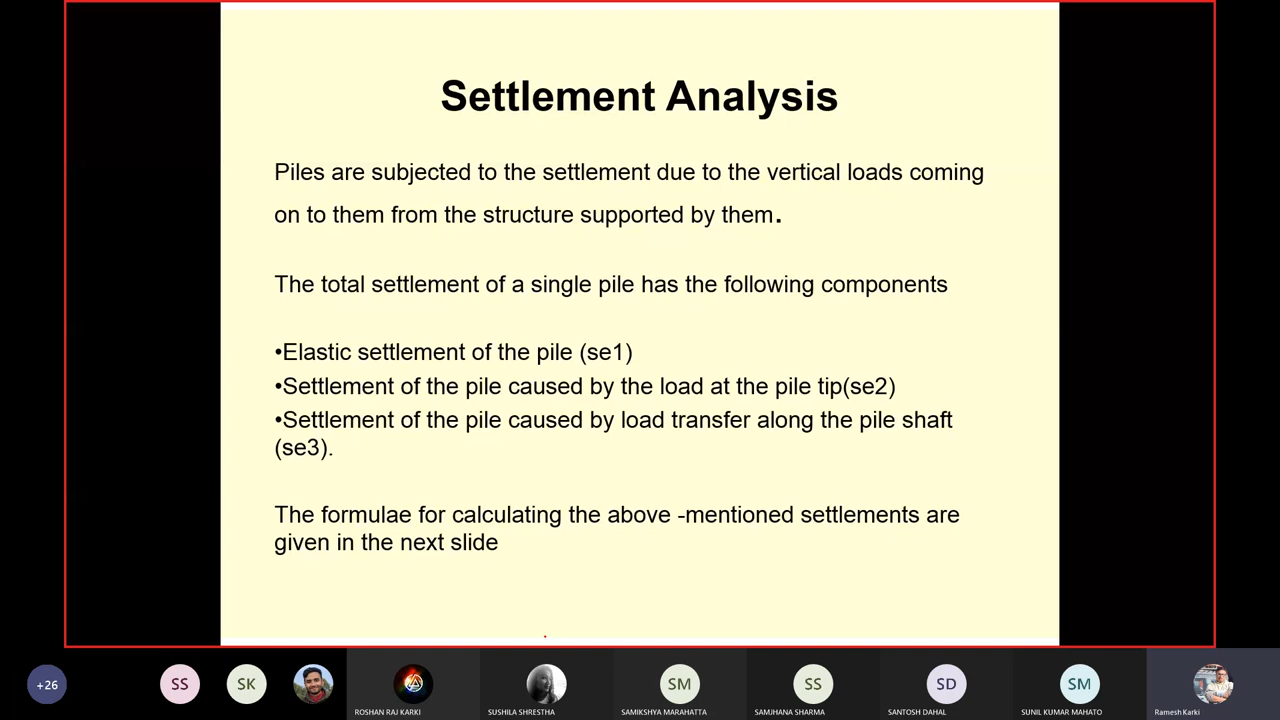 Settlement Analysis
Piles are subjected to the settlement due to the vertical loads coming
on to them from the structure supported by them.
The total settlement of a single pile has the following components
•Elastic settlement of the pile (se1)
•Settlement of the pile caused by the load at the pile tip(se2)
•Settlement of the pile caused by load transfer along the pile shaft
(se3).
The formulae for calculating the above -mentioned settlements are
given in the next slide
+26
SS
SK
SM
SS
SD
SM
ROSHAN RAJ KARKI
SUSHILA SHRESTHA
SAMIKSHYA MARAHATTA
SAMJHANA SHARMA
SANTOSH DAHAL
SUNIL KUMAR MAHATO
Ramesh Karki